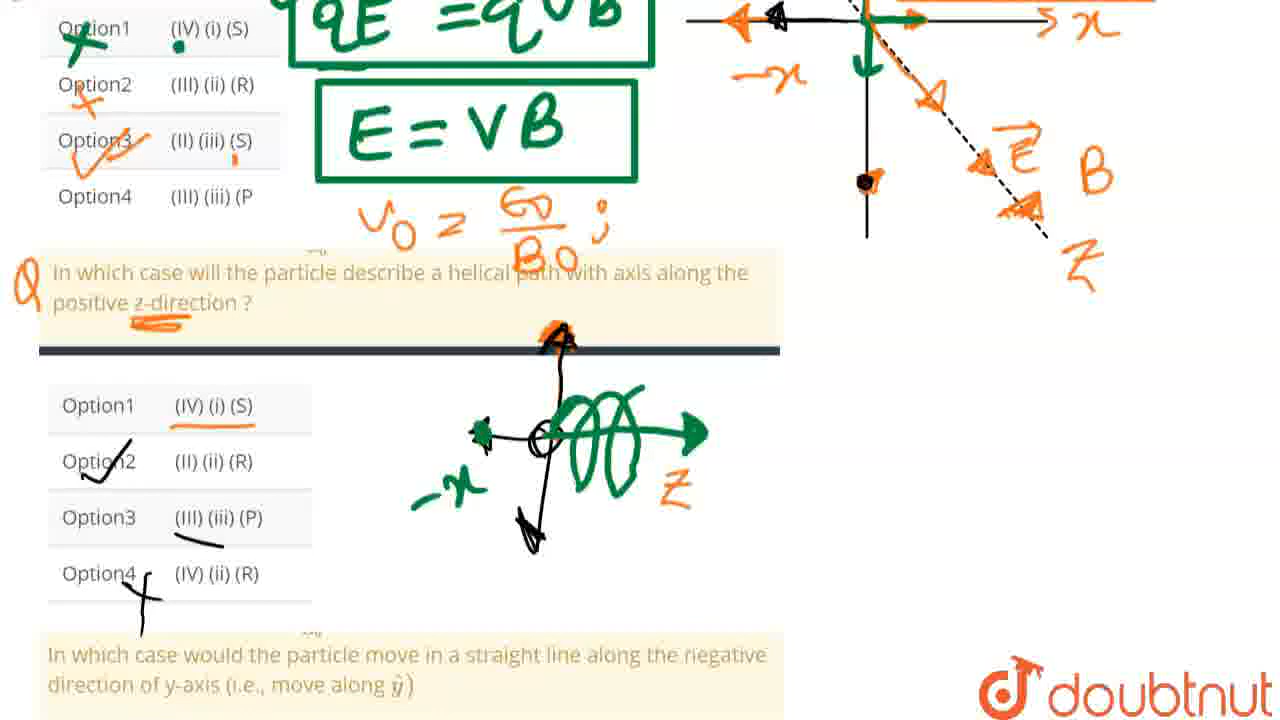 qE = qVB
Option1 (IV) (i) (S)
Option2 (III) (ii) (R)
E = VB
Option3 (II) (iii) (S)
Option4 (III) (iii) (P
x
-x
E B
Z
V0 = E0/B0 ;
Q In which case will the particle describe a helical path with axis along the
positive z-direction ?
Option1 (IV) (i) (S)
Option2 (II) (ii) (R)
Option3 (III) (iii) (P)
Option4 (IV) (ii) (R)
-x
Z
In which case would the particle move in a straight line along the negative
direction of y-axis (i.e., move along ŷ)
doubtnut